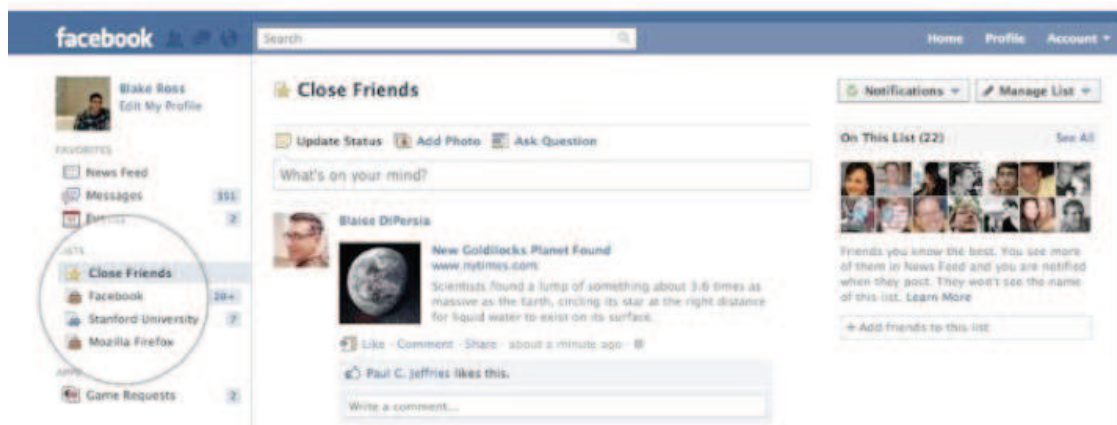 facebook
Search
Home Profile Account
Blake Ross
Edit My Profile
FAVORITES
News Feed
Messages 351
Events 2
LISTS
Close Friends
Facebook 20+
Stanford University 7
Mozilla Firefox
APPS
Game Requests 2
Close Friends
Update Status Add Photo Ask Question
What's on your mind?
Blaise DiPersia
New Goldilocks Planet Found
www.nytimes.com
Scientists found a lump of something about 3.6 times as
massive as the Earth, circling its star at the right distance
for liquid water to exist on its surface.
Like · Comment · Share · about a minute ago ·
Paul C. Jeffries likes this.
Write a comment...
Notifications Manage List
On This List (22) See All
Friends you know the best. You see more
of them in News Feed and you are notified
when they post. They won't see the name
of this list. Learn More
+ Add friends to this list